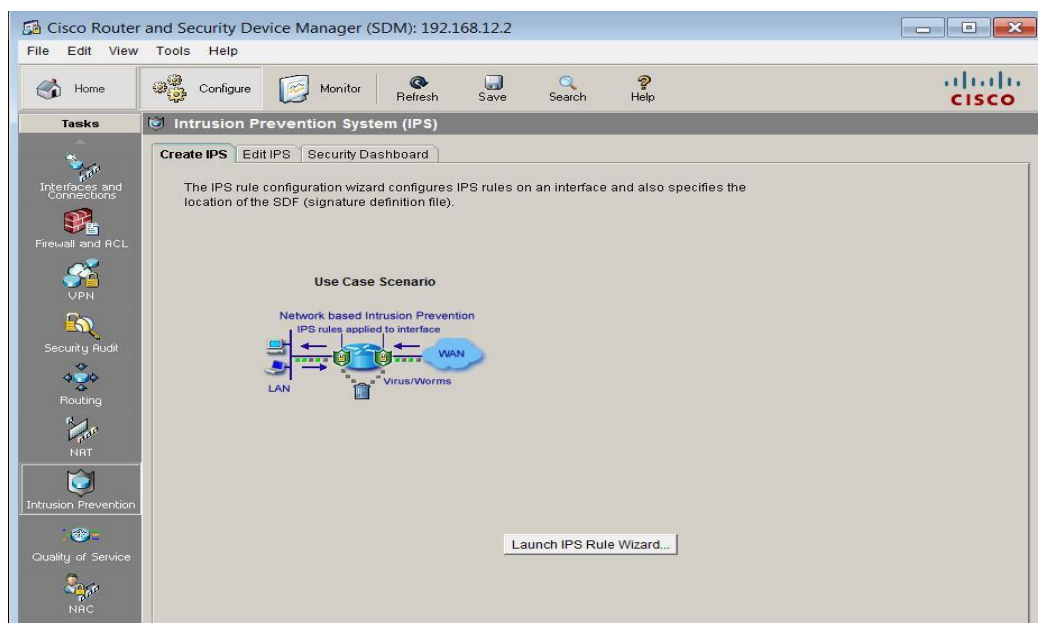 Cisco Router and Security Device Manager (SDM): 192.168.12.2
File Edit View Tools Help
Home Configure Monitor Refresh Save Search Help
CISCO
Tasks
Intrusion Prevention System (IPS)
Create IPS Edit IPS Security Dashboard
The IPS rule configuration wizard configures IPS rules on an interface and also specifies the
location of the SDF (signature definition file).
Interfaces and
Connections
Firewall and ACL
VPN
Security Audit
Routing
NAT
Intrusion Prevention
Quality of Service
NAC
Use Case Scenario
Network based Intrusion Prevention
IPS rules applied to interface
WAN
LAN
Virus/Worms
Launch IPS Rule Wizard...